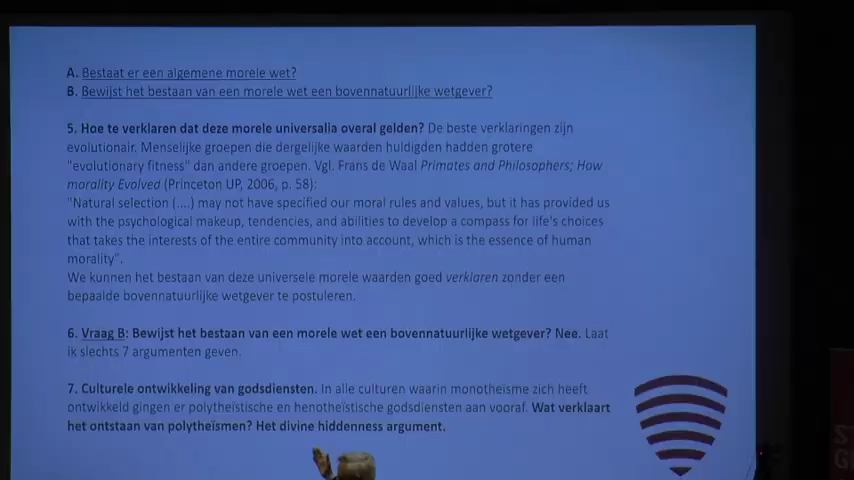 A. Bestaat er een algemene morele wet?
B. Bewijst het bestaan van een morele wet een bovennatuurlijke wetgever?
5. Hoe te verklaren dat deze morele universalia overal gelden? De beste verklaringen zijn
evolutionair. Menselijke groepen die dergelijke waarden huldigden hadden grotere
"evolutionary fitness" dan andere groepen. Vgl. Frans de Waal Primates and Philosophers; How
morality Evolved (Princeton UP, 2006, p. 58):
"Natural selection (....) may not have specified our moral rules and values, but it has provided us
with the psychological makeup, tendencies, and abilities to develop a compass for life's choices
that takes the interests of the entire community into account, which is the essence of human
morality".
We kunnen het bestaan van deze universele morele waarden goed verklaren zonder een
bepaalde bovennatuurlijke wetgever te postuleren.
6. Vraag B: Bewijst het bestaan van een morele wet een bovennatuurlijke wetgever? Nee. Laat
ik slechts 7 argumenten geven.
7. Culturele ontwikkeling van godsdiensten. In alle culturen waarin monotheïsme zich heeft
ontwikkeld gingen er polytheïstische en henotheïstische godsdiensten aan vooraf. Wat verklaart
het ontstaan van polytheïsmen? Het divine hiddenness argument.